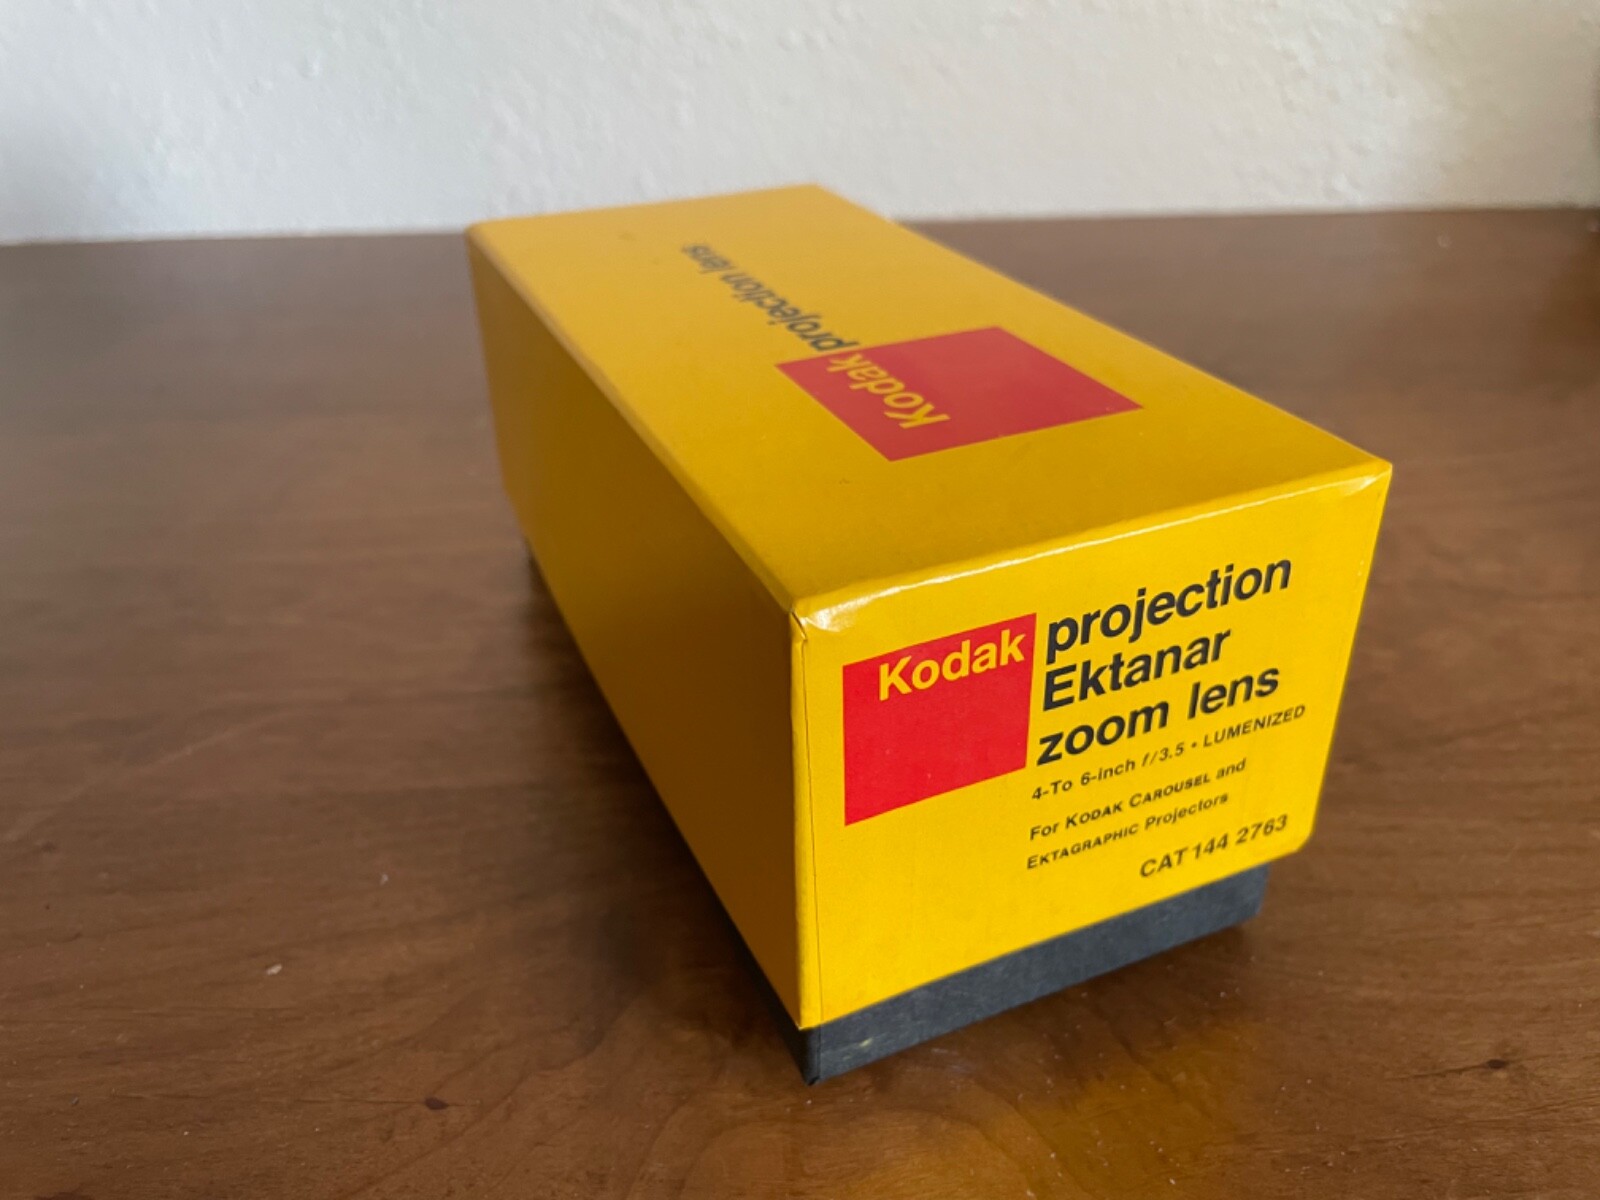 Kodak projection lens
Kodak
projection
Ektanar
zoom lens
4-To 6-inch f/3.5 • LUMENIZED
For KODAK CAROUSEL and
EKTAGRAPHIC Projectors
CAT 144 2763